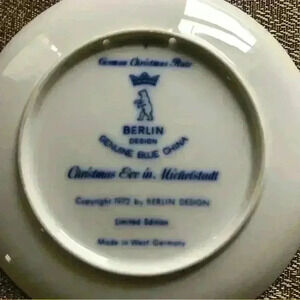 German Christmas Plate
BERLIN
DESIGN
GENUINE BLUE CHINA
Christmas Eve in Michelstadt
Copyright 1972 by BERLIN DESIGN
Limited Edition
Made in West Germany